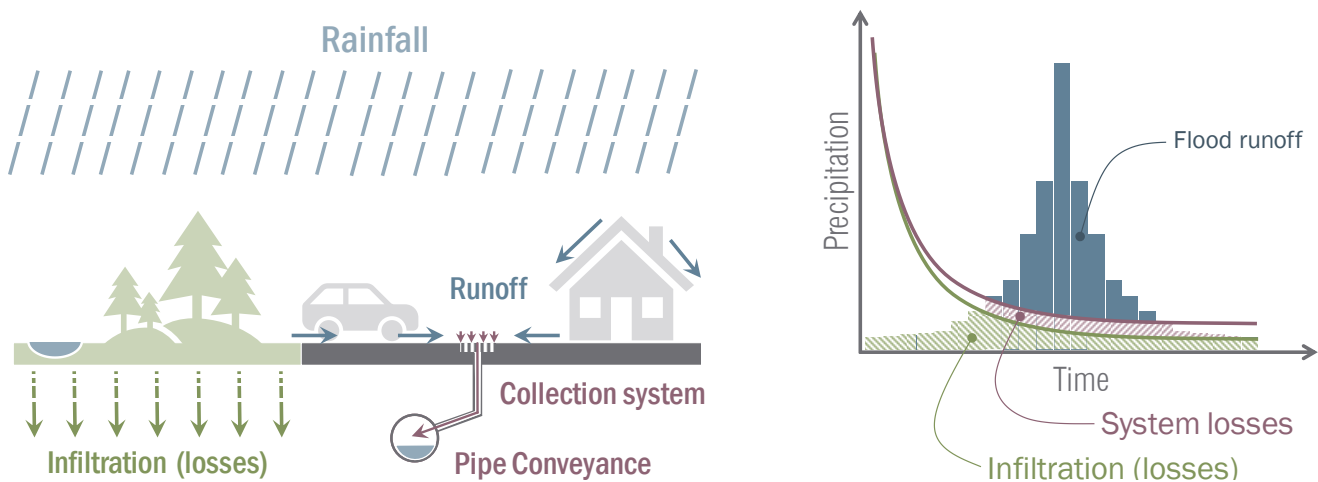 Rainfall
Runoff
Collection system
Infiltration (losses)
Pipe Conveyance
Precipitation
Flood runoff
Time
System losses
Infiltration (losses)